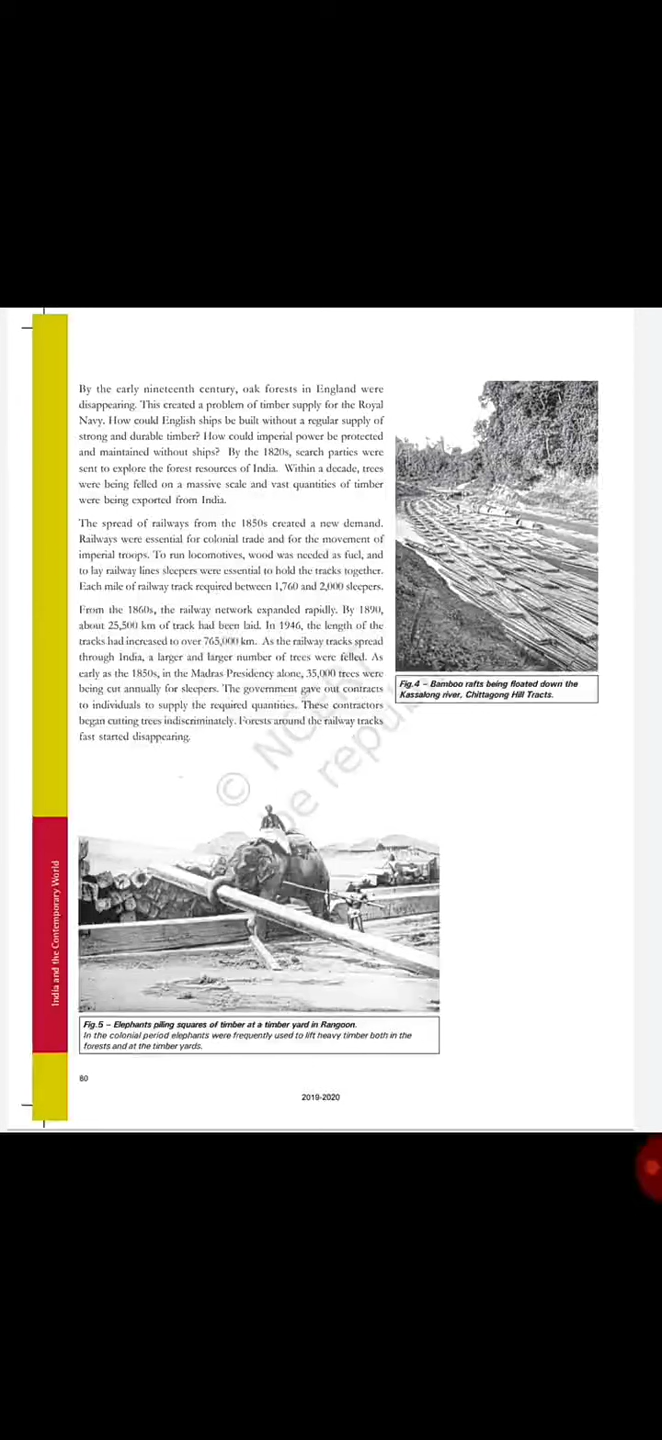 By the early nineteenth century, oak forests in England were
disappearing. This created a problem of timber supply for the Royal
Navy. How could English ships be built without a regular supply of
strong and durable timber? How could imperial power be protected
and maintained without ships? By the 1820s, search parties were
sent to explore the forest resources of India. Within a decade, trees
were being felled on a massive scale and vast quantities of timber
were being exported from India.
The spread of railways from the 1850s created a new demand.
Railways were essential for colonial trade and for the movement of
imperial troops. To run locomotives, wood was needed as fuel, and
to lay railway lines sleepers were essential to hold the tracks together.
Each mile of railway track required between 1,760 and 2,000 sleepers.
From the 1860s, the railway network expanded rapidly. By 1890,
about 25,500 km of track had been laid. In 1946, the length of the
tracks had increased to over 765,000 km. As the railway tracks spread
through India, a larger and larger number of trees were felled. As
early as the 1850s, in the Madras Presidency alone, 35,000 trees were
being cut annually for sleepers. The government gave out contracts
to individuals to supply the required quantities. These contractors
began cutting trees indiscriminately. Forests around the railway tracks
fast started disappearing.
Fig.4 – Bamboo rafts being floated down the
Kassalong river, Chittagong Hill Tracts.
© NCERT
be repub
India and the Contemporary World
Fig.5 – Elephants piling squares of timber at a timber yard in Rangoon.
In the colonial period elephants were frequently used to lift heavy timber both in the
forests and at the timber yards.
80
2019-2020